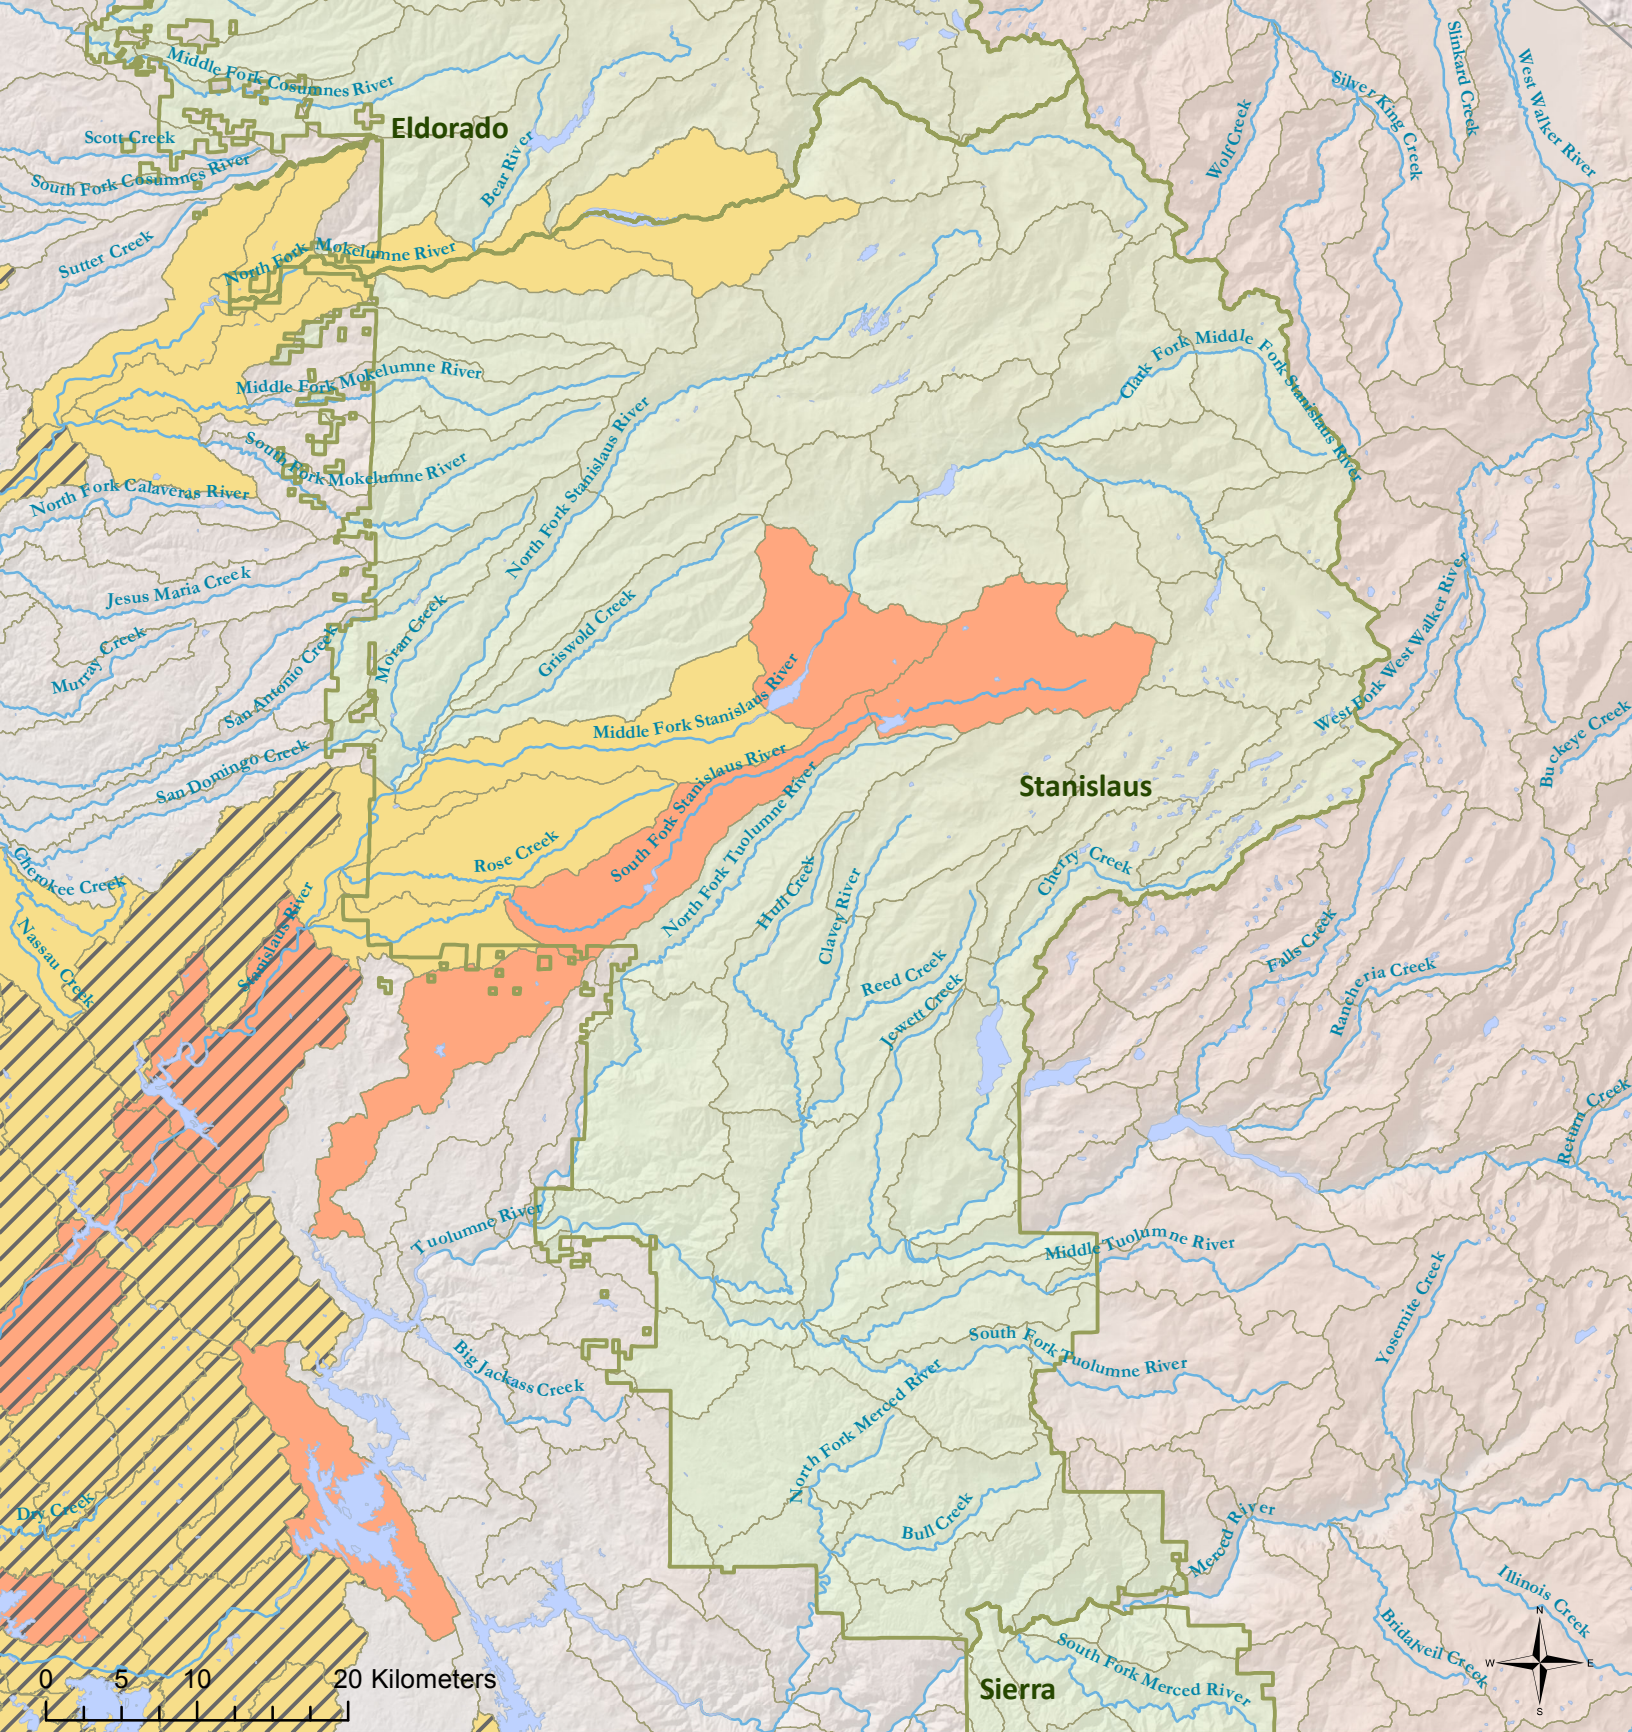 Middle Fork Cosumnes River
Slinkard Creek
West Walker River
Silver King Creek
Wolf Creek
Eldorado
Scott Creek
South Fork Cosumnes River
Bear River
Sutter Creek
North Fork Mokelumne River
Clark Fork Middle Fork Stanislaus River
Middle Fork Mokelumne River
South Fork Mokelumne River
North Fork Stanislaus River
North Fork Calaveras River
Jesus Maria Creek
Moran Creek
Griswold Creek
Murray Creek
San Antonio Creek
West Fork West Walker River
Middle Fork Stanislaus River
Buckeye Creek
San Domingo Creek
South Fork Stanislaus River
Stanislaus
North Fork Tuolumne River
Rose Creek
Cherokee Creek
Cherry Creek
Hull Creek
Clavey River
Stanislaus River
Nassau Creek
Falls Creek
Reed Creek
Rancheria Creek
Jewett Creek
Return Creek
Tuolumne River
Middle Tuolumne River
Yosemite Creek
South Fork Tuolumne River
Big Jackass Creek
North Fork Merced River
Dry Creek
Bull Creek
Merced River
Illinois Creek
Bridalveil Creek
South Fork Merced River
Sierra
N
W E
S
0 5 10 20 Kilometers